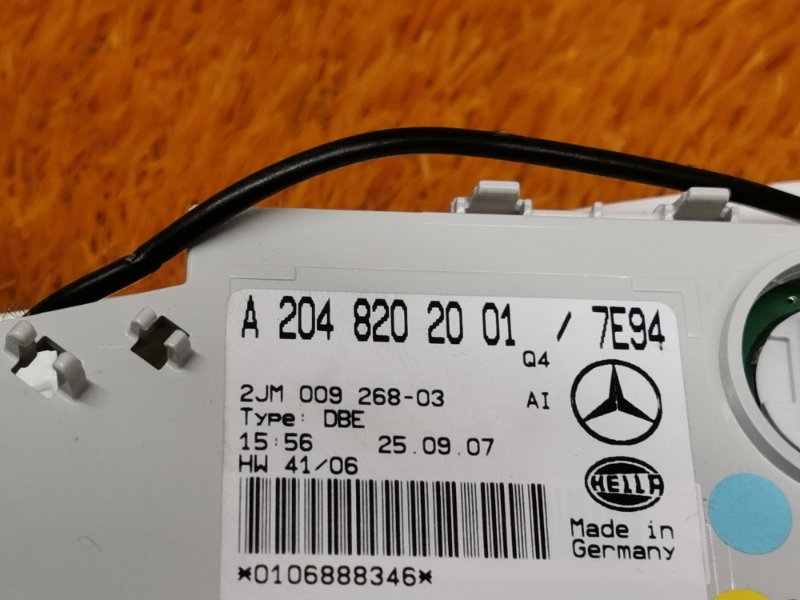 A 204 820 20 01 / 7E94
Q4
2JM 009 268-03 AI
Type: DBE
15:56 25.09.07
HW 41/06
HELLA
Made in
Germany
*0106888346*